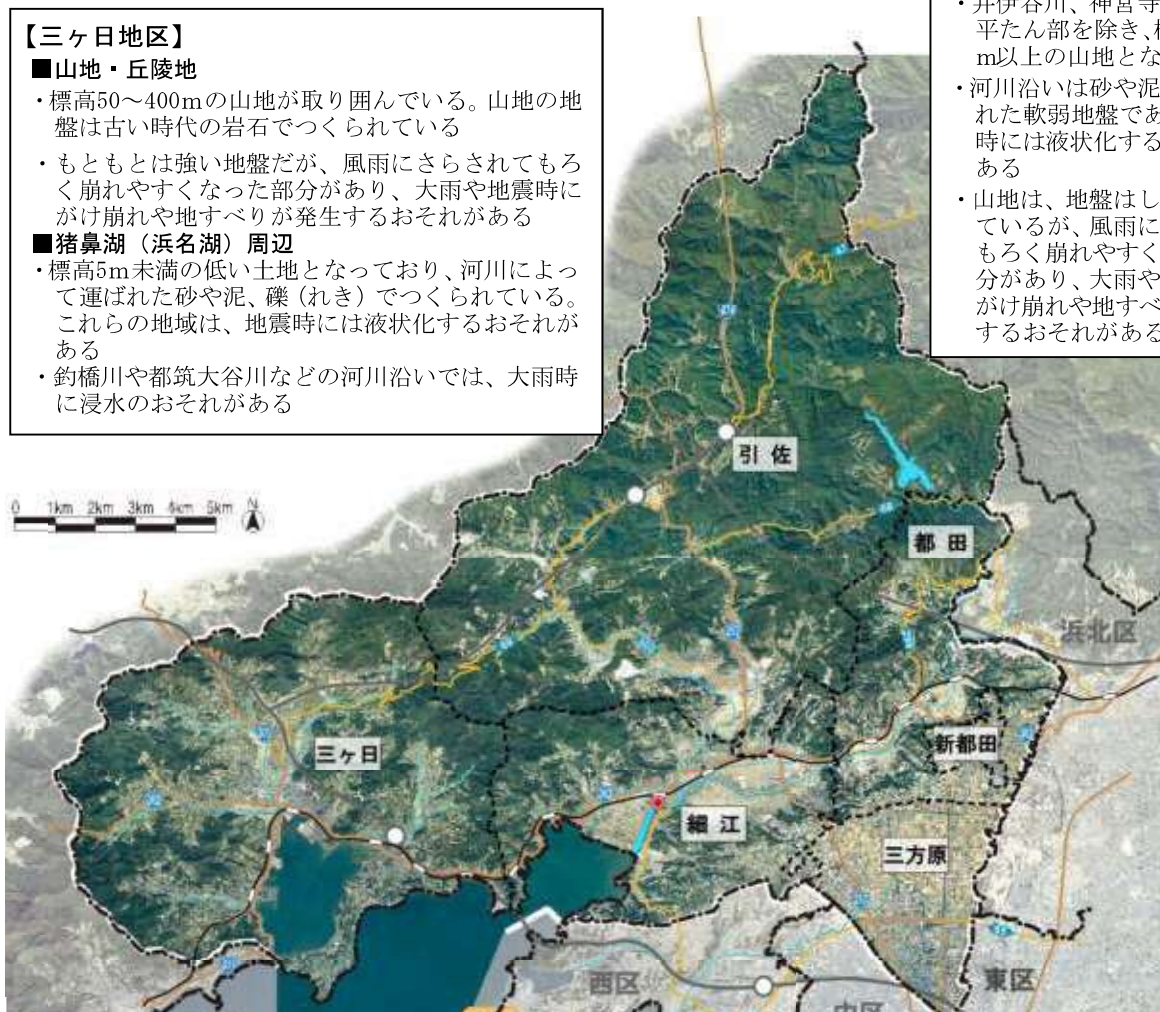 【三ヶ日地区】
■山地・丘陵地
・標高50～400mの山地が取り囲んでいる。山地の地
盤は古い時代の岩石でつくられている
・もともとは強い地盤だが、風雨にさらされてもろ
く崩れやすくなった部分があり、大雨や地震時に
がけ崩れや地すべりが発生するおそれがある
■猪鼻湖（浜名湖）周辺
・標高5m未満の低い土地となっており、河川によっ
て運ばれた砂や泥、礫（れき）でつくられている。
これらの地域は、地震時には液状化するおそれが
ある
・釣橋川や都筑大谷川などの河川沿いでは、大雨時
に浸水のおそれがある
・井伊谷川、神宮寺
平たん部を除き、
m以上の山地とな
・河川沿いは砂や泥
れた軟弱地盤であ
時には液状化する
ある
・山地は、地盤はし
ているが、風雨に
もろく崩れやすく
分があり、大雨や
がけ崩れや地すべ
するおそれがある
0 1km 2km 3km 4km 5km N
引佐
都田
浜北区
三ヶ日
新都田
細江
三方原
西区
東区
中区